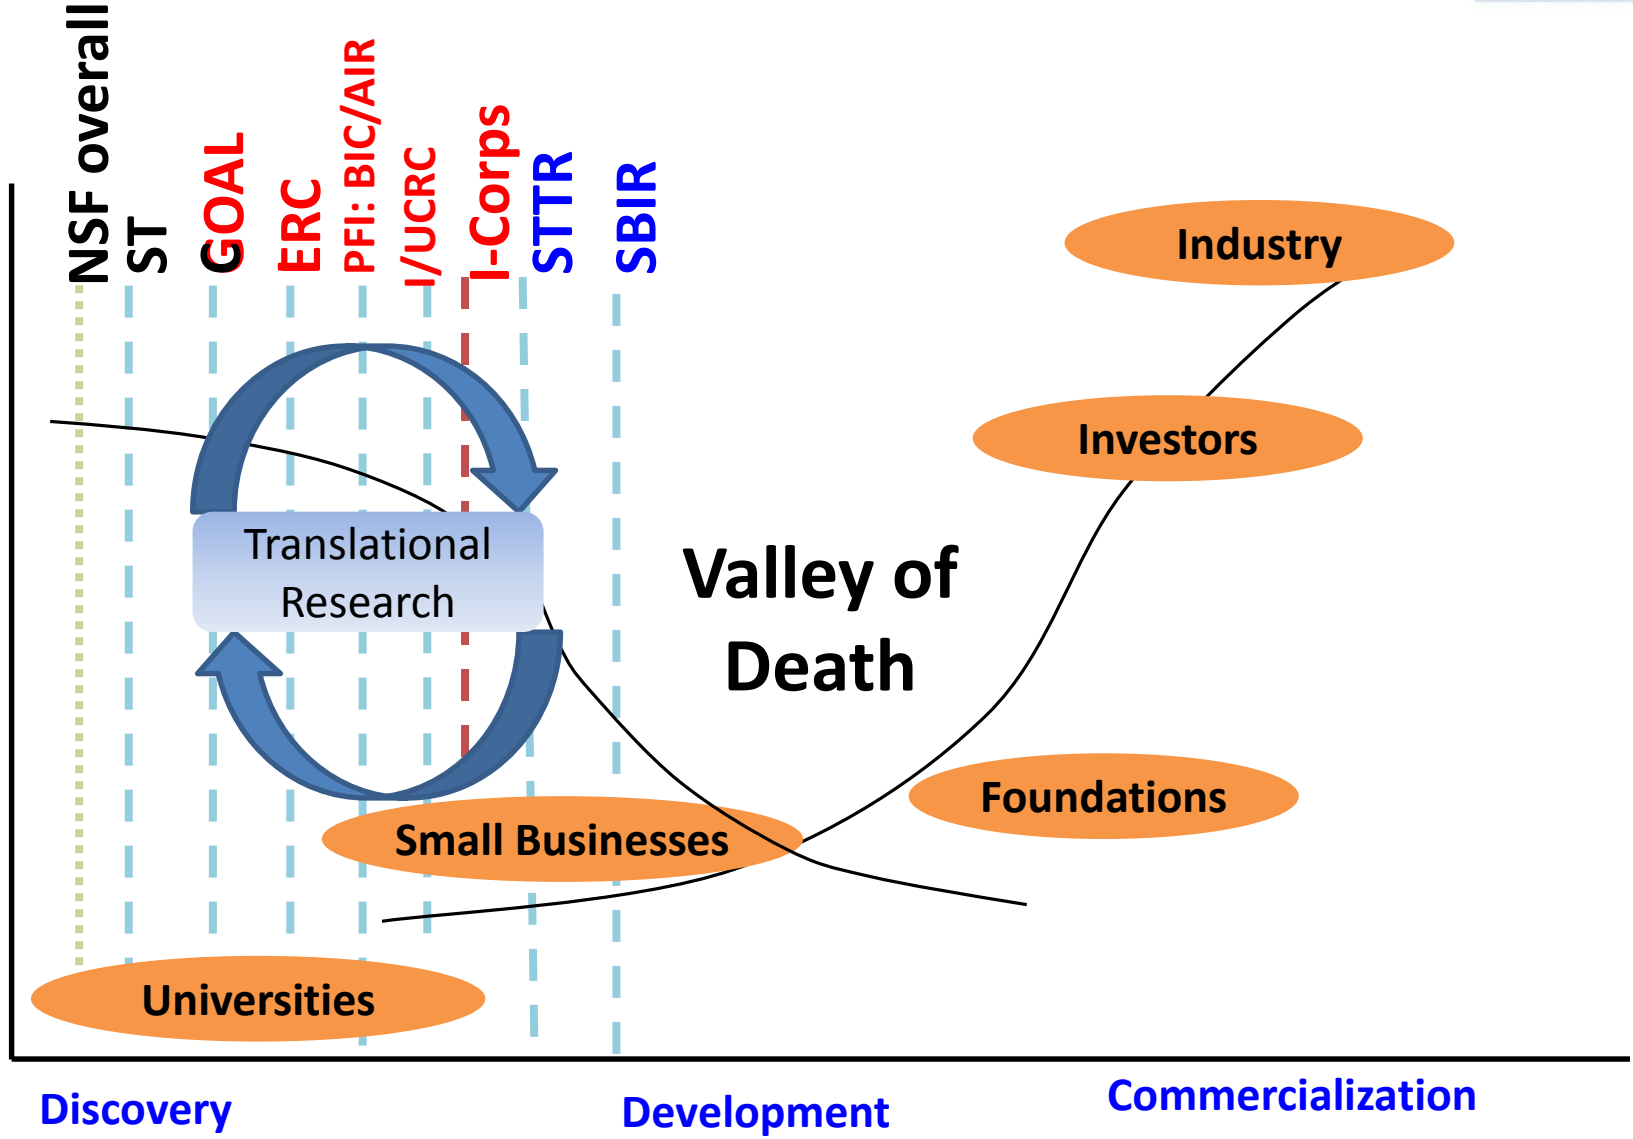 NSF overall
ST
C
GOALI
ERC
PFI: BIC/AIR
I/UCRC
I-Corps
STTR
SBIR
Industry
Investors
Translational
Research
Valley of
Death
Foundations
Small Businesses
Universities
Discovery
Development
Commercialization